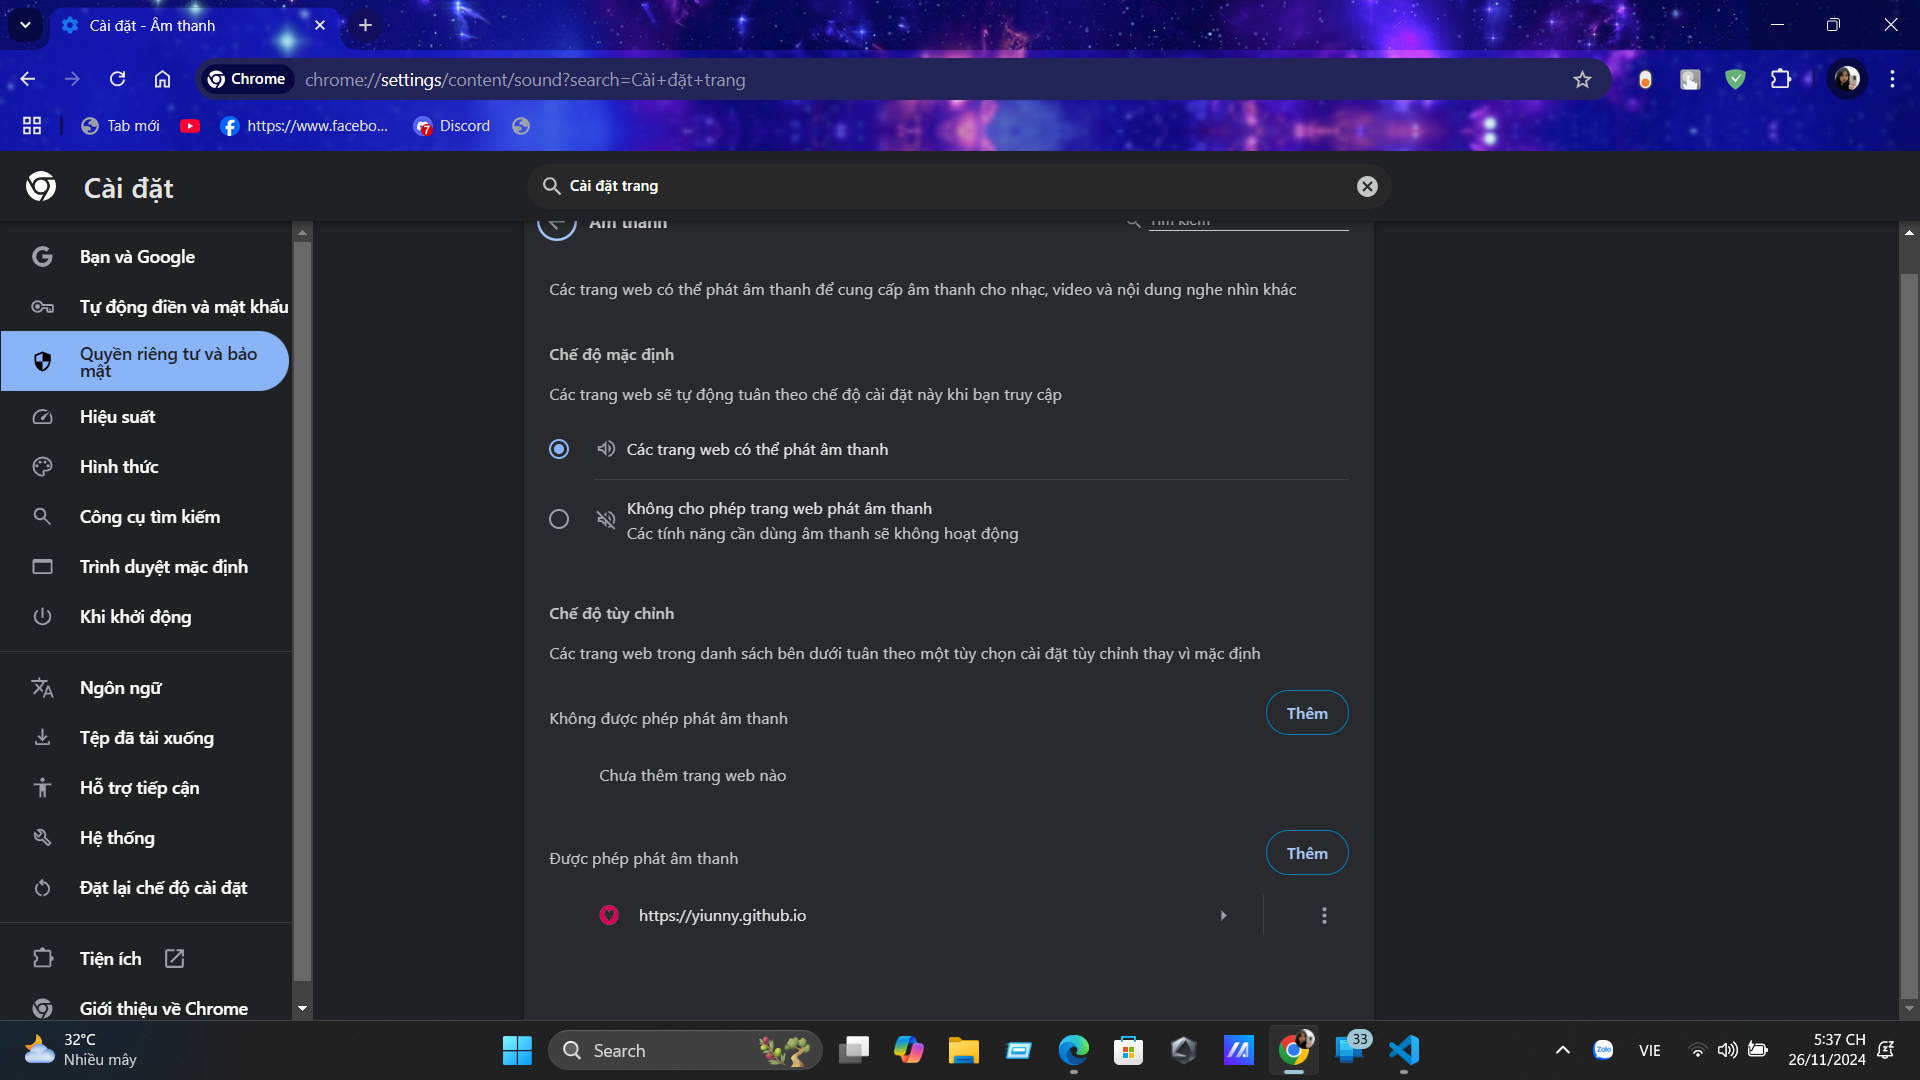 Cài đặt - Âm thanh
Chrome
chrome://settings/content/sound?search=Cài+đặt+trang
Tab mới
https://www.facebo...
7
Discord
Cài đặt
Cài đặt trang
Âm thanh
Tìm kiếm
Bạn và Google
Tự động điền và mật khẩu
Quyền riêng tư và bảo
mật
Hiệu suất
Hình thức
Công cụ tìm kiếm
Trình duyệt mặc định
Khi khởi động
Ngôn ngữ
Tệp đã tải xuống
Hỗ trợ tiếp cận
Hệ thống
Đặt lại chế độ cài đặt
Tiện ích
Giới thiệu về Chrome
Các trang web có thể phát âm thanh để cung cấp âm thanh cho nhạc, video và nội dung nghe nhìn khác
Chế độ mặc định
Các trang web sẽ tự động tuân theo chế độ cài đặt này khi bạn truy cập
Các trang web có thể phát âm thanh
Không cho phép trang web phát âm thanh
Các tính năng cần dùng âm thanh sẽ không hoạt động
Chế độ tùy chỉnh
Các trang web trong danh sách bên dưới tuân theo một tùy chọn cài đặt tùy chỉnh thay vì mặc định
Không được phép phát âm thanh
Thêm
Chưa thêm trang web nào
Được phép phát âm thanh
Thêm
https://yiunny.github.io
32°C
Nhiều mây
Search
33
Zalo
VIE
5:37 CH
26/11/2024